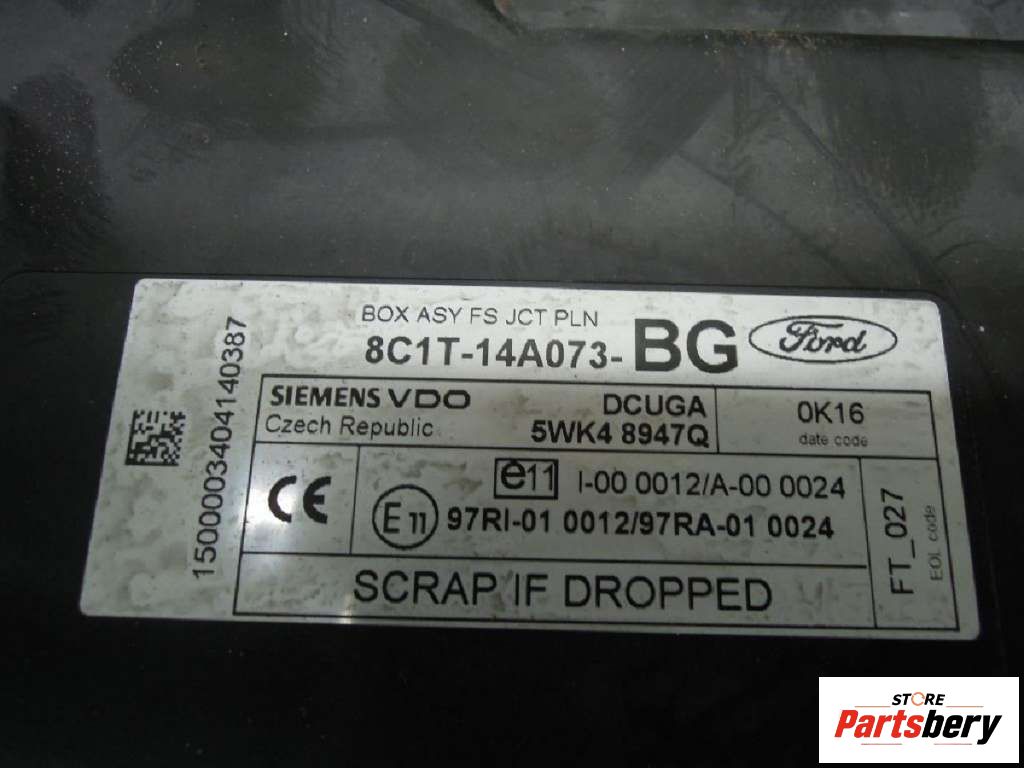 BOX ASY FS JCT PLN
8C1T-14A073-BG
Ford
SIEMENS VDO
Czech Republic
DCUGA
5WK4 8947Q
0K16
date code
1500003404140387
CE
e11 I-00 0012/A-00 0024
E11 97RI-01 0012/97RA-01 0024
FT_027
EOL code
SCRAP IF DROPPED
STORE
Partsbery